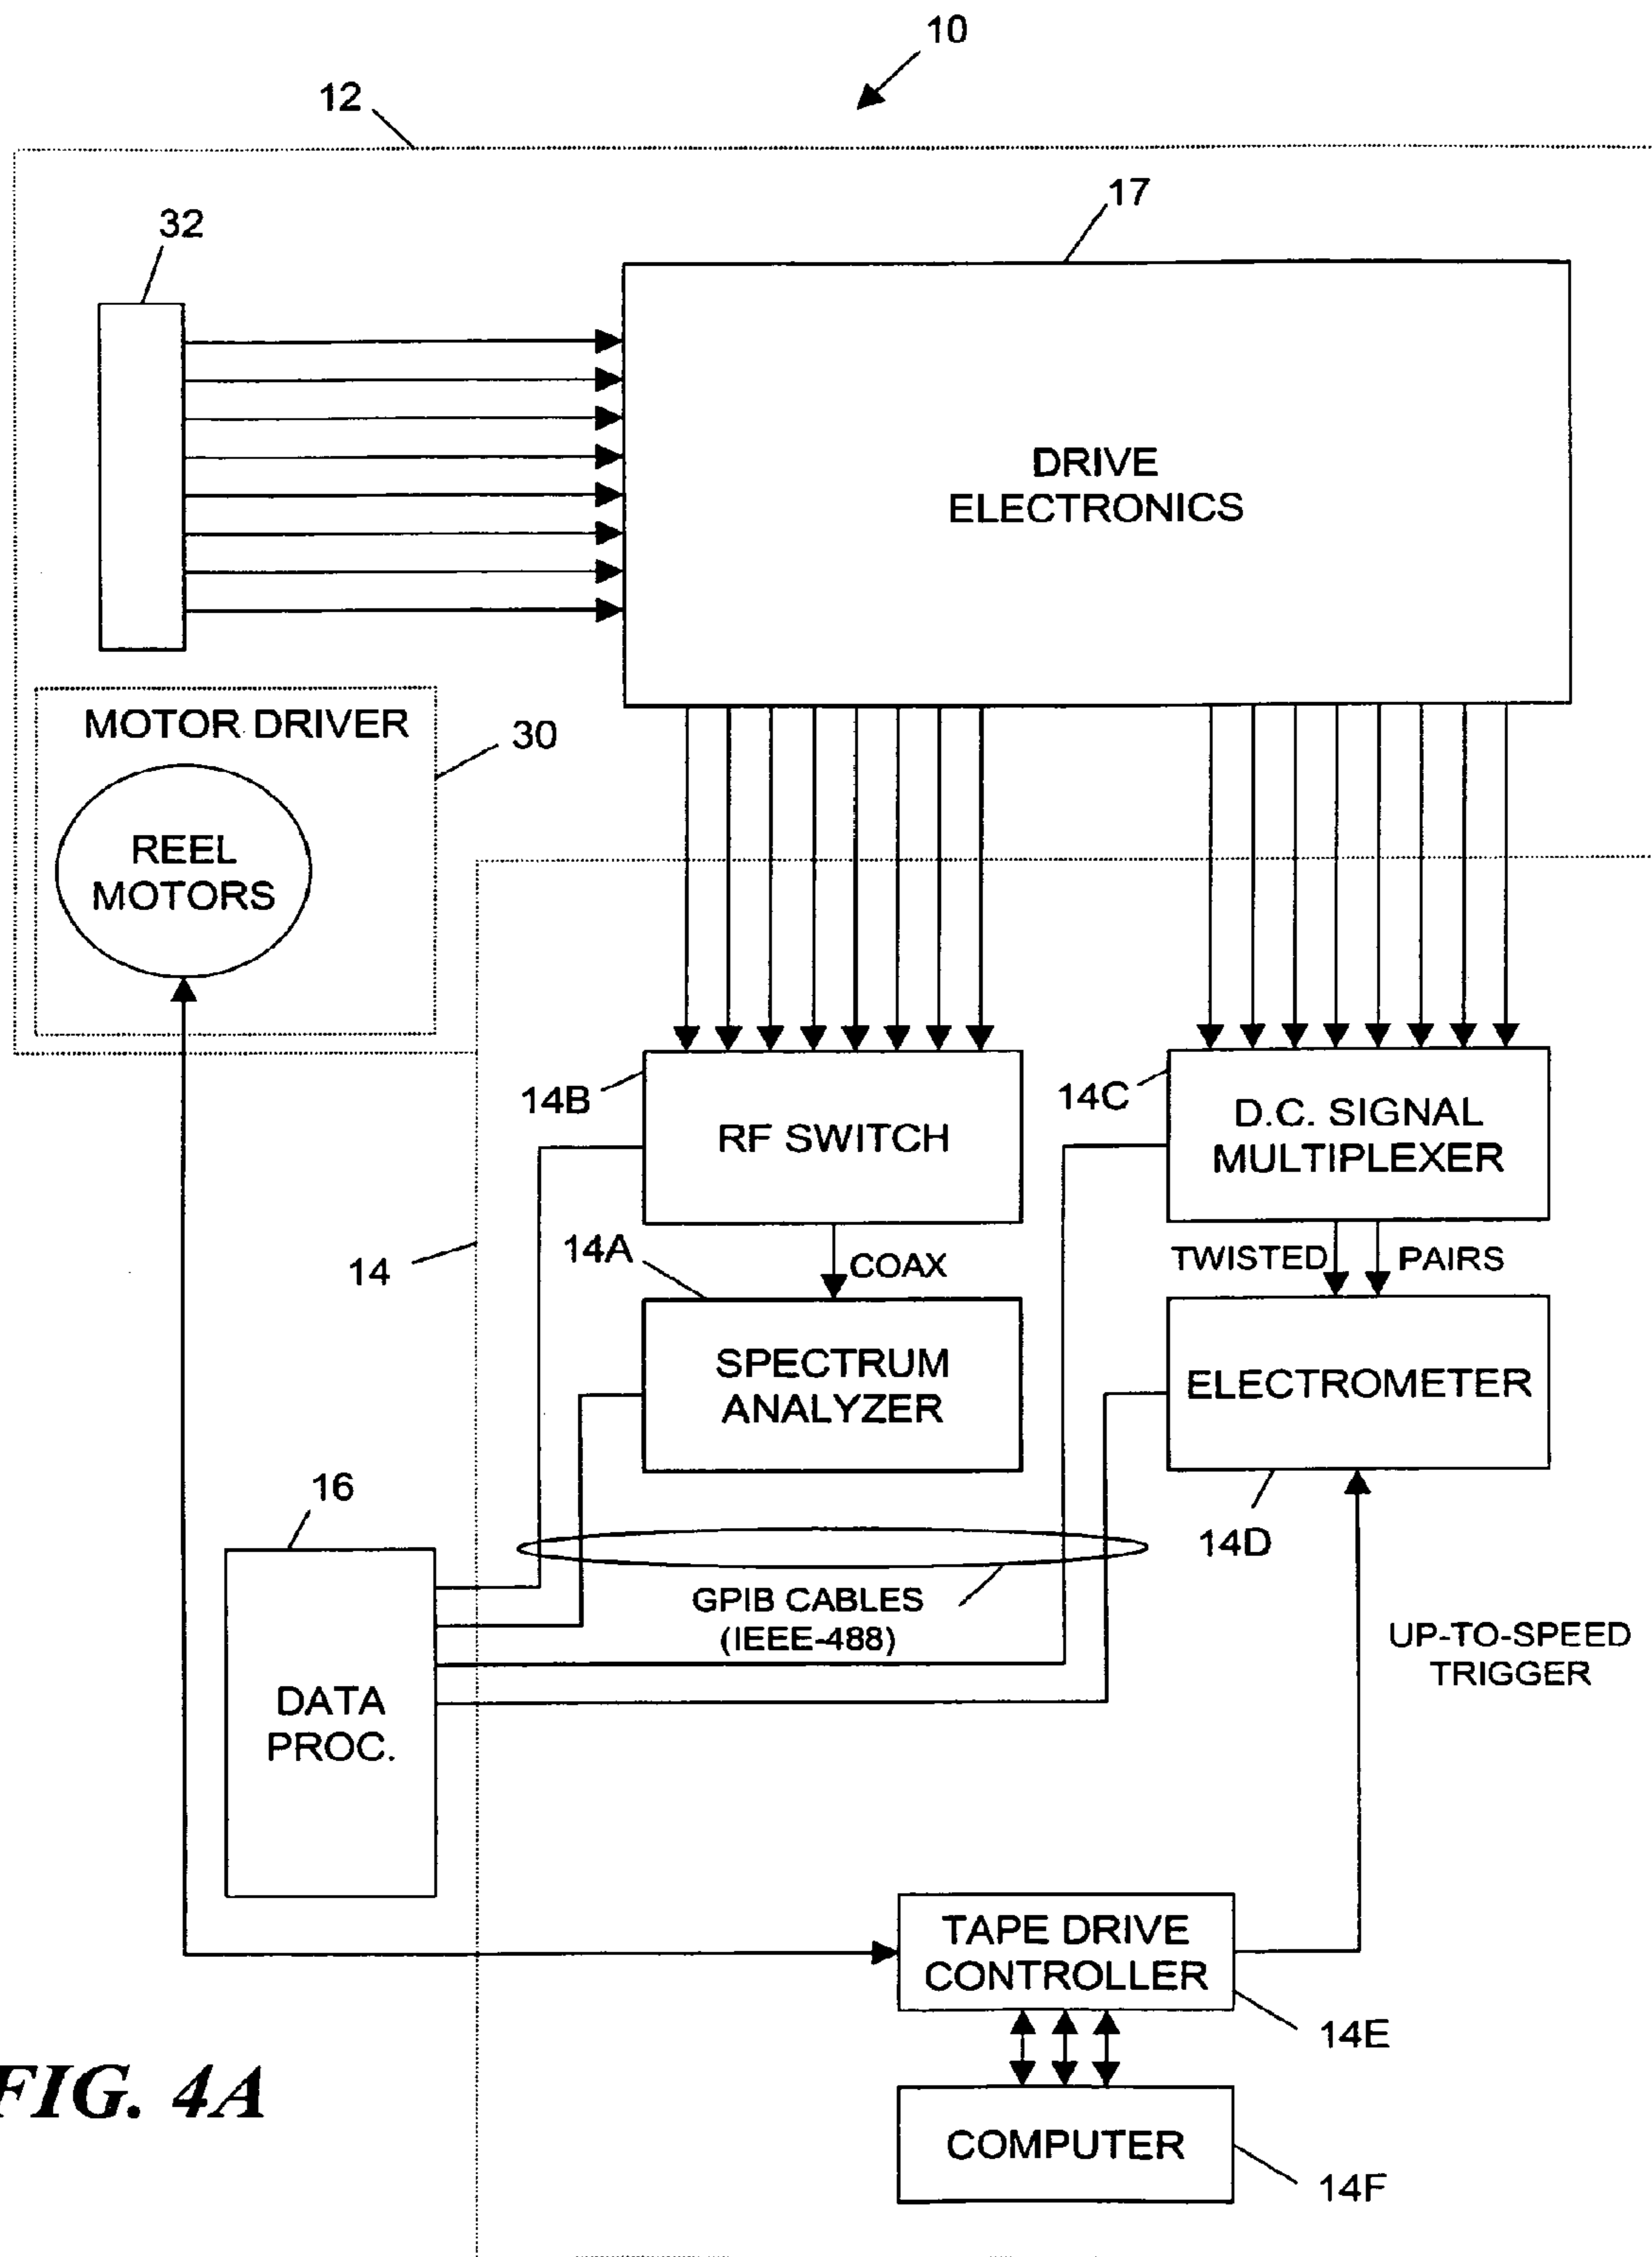 10
12
17
32
DRIVE
ELECTRONICS
MOTOR DRIVER
30
REEL
MOTORS
14B
RF SWITCH
14C
D.C. SIGNAL
MULTIPLEXER
14
14A
COAX
TWISTED
PAIRS
SPECTRUM
ANALYZER
ELECTROMETER
16
14D
GPIB CABLES
(IEEE-488)
UP-TO-SPEED
TRIGGER
DATA
PROC.
TAPE DRIVE
CONTROLLER
14E
FIG. 4A
COMPUTER
14F